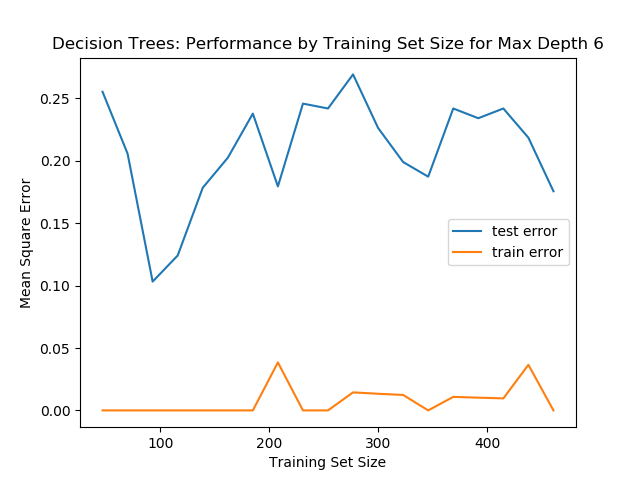 Decision Trees: Performance by Training Set Size for Max Depth 6
Mean Square Error
0.25
0.20
0.15
0.10
0.05
0.00
test error
train error
100
200
300
400
Training Set Size